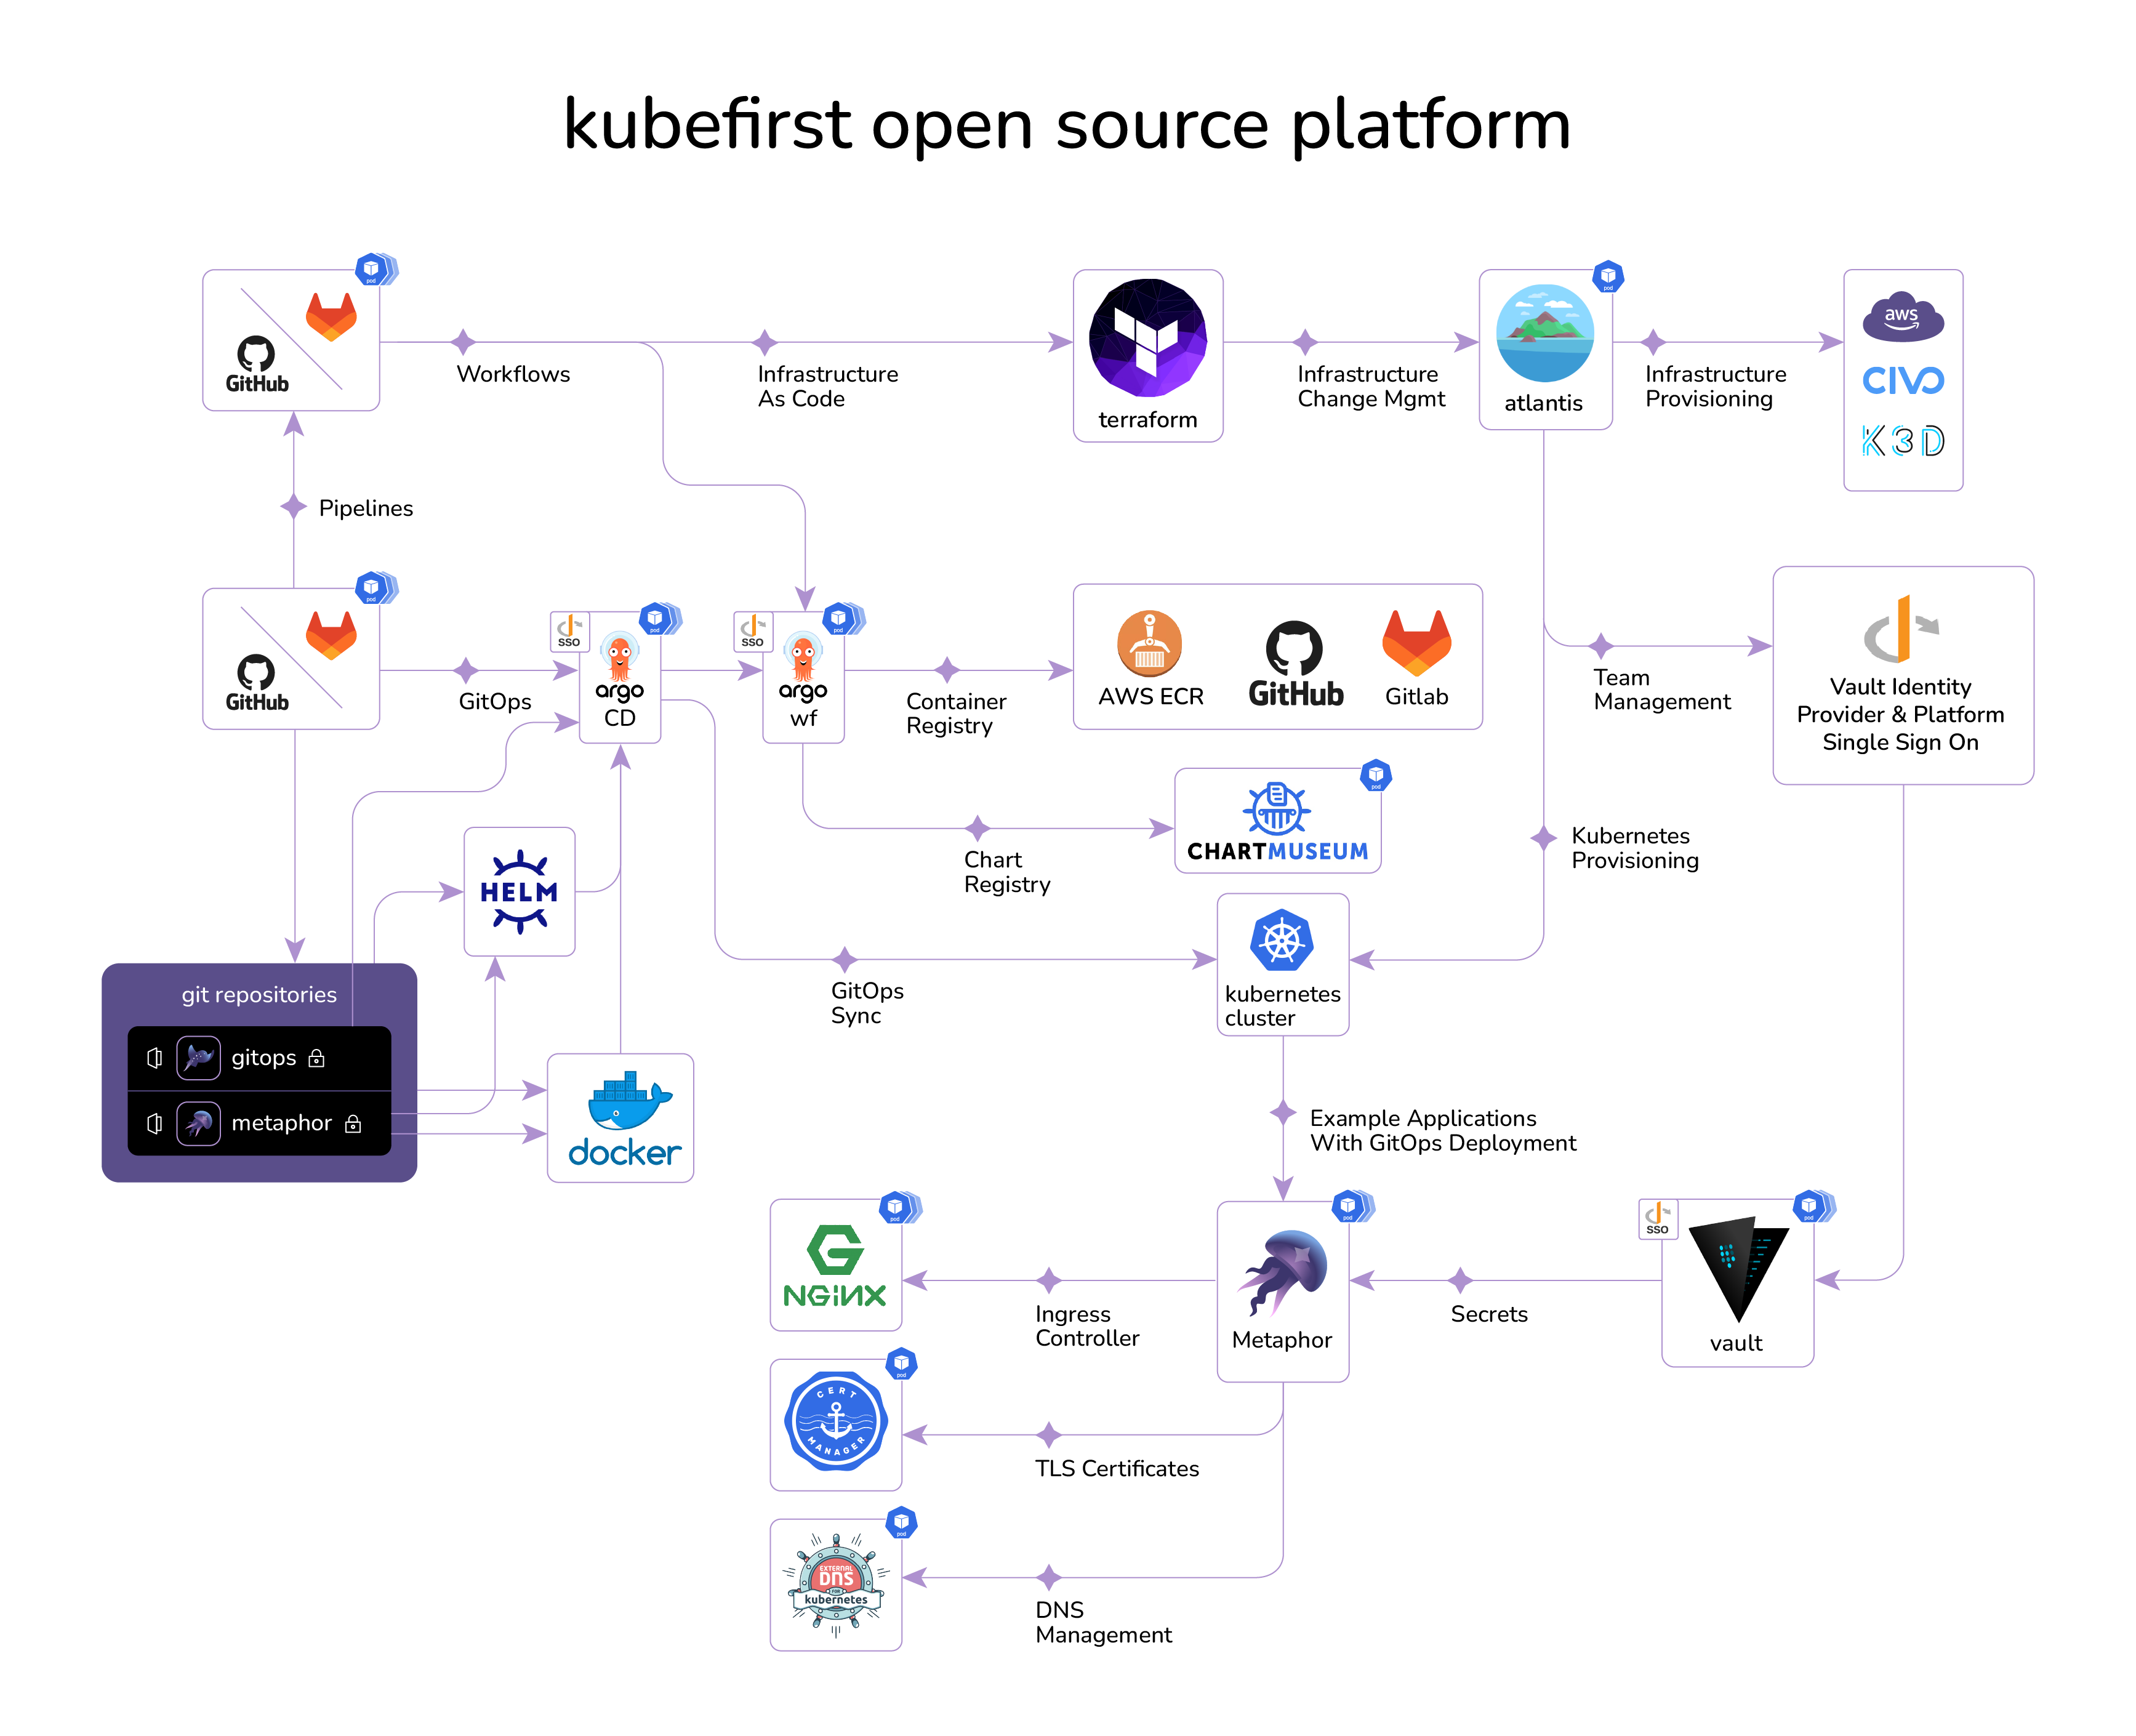 kubefirst open source platform
pod
GitHub
Workflows
Infrastructure
As Code
terraform
Infrastructure
Change Mgmt
pod
atlantis
Infrastructure
Provisioning
aws
CIVO
K3D
Pipelines
pod
GitHub
GitOps
SSO
pod
argo
CD
SSO
pod
argo
wf
Container
Registry
AWS ECR
GitHub
Gitlab
Team
Management
Vault Identity
Provider & Platform
Single Sign On
pod
CHARTMUSEUM
Chart
Registry
Kubernetes
Provisioning
HELM
kubernetes
cluster
GitOps
Sync
git repositories
gitops
metaphor
docker
Example Applications
With GitOps Deployment
pod
NGINX
Ingress
Controller
pod
Metaphor
Secrets
SSO
pod
vault
pod
CERT
MANAGER
TLS Certificates
pod
EXTERNAL
DNS
FOR
kubernetes
DNS
Management